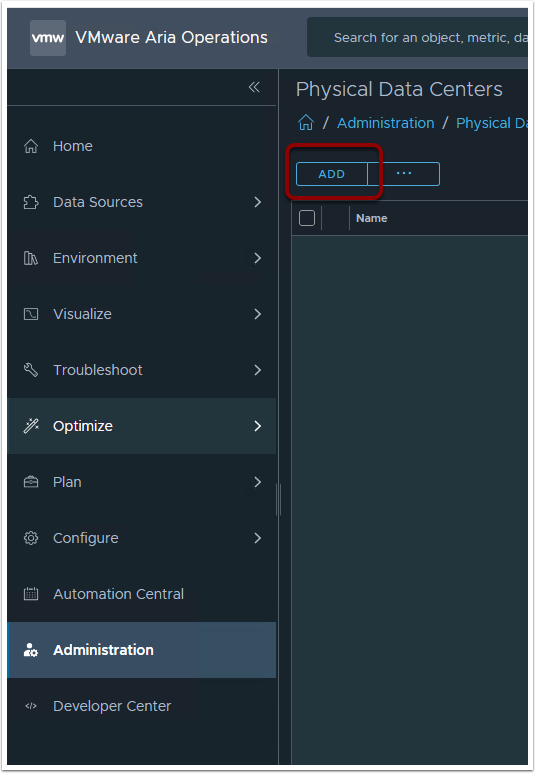 vmw VMware Aria Operations
Search for an object, metric, da
Physical Data Centers
Administration / Physical Da
ADD ...
Name
Home
Data Sources
Environment
Visualize
Troubleshoot
Optimize
Plan
Configure
Automation Central
Administration
Developer Center